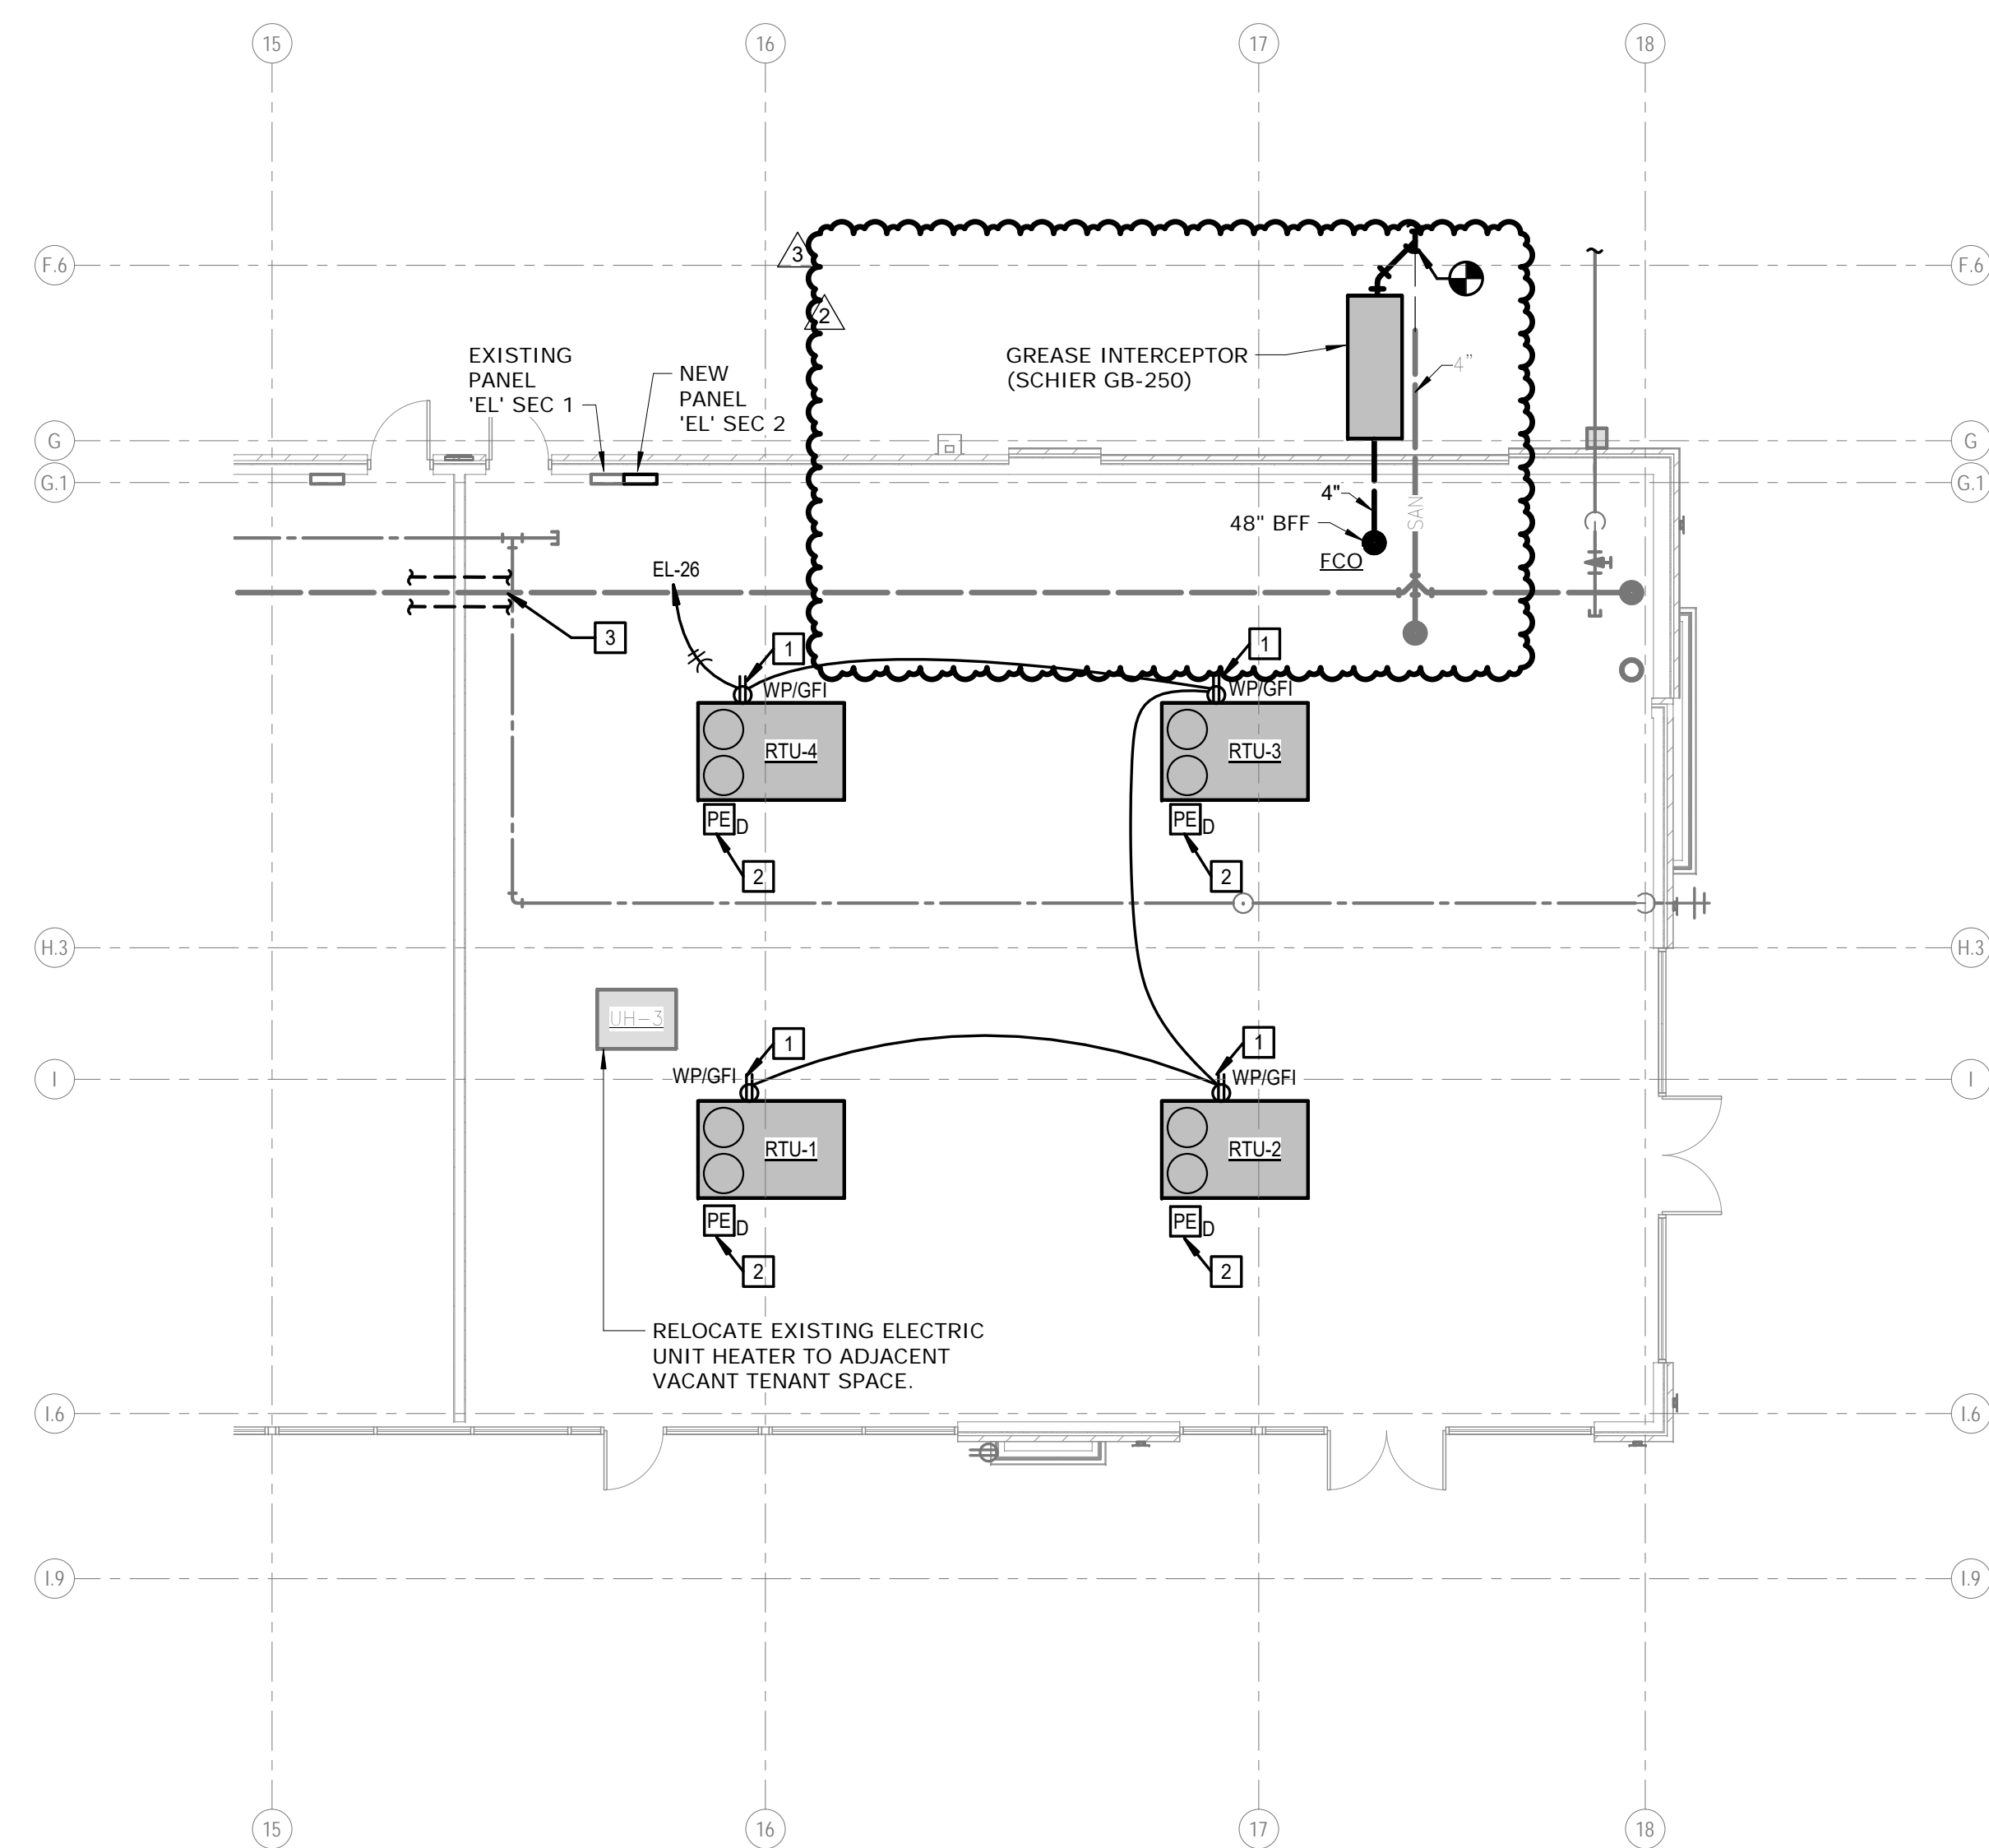 15
16
17
18
F.6
F.6
3
2
EXISTING
PANEL
'EL' SEC 1
NEW
PANEL
'EL' SEC 2
GREASE INTERCEPTOR
(SCHIER GB-250)
4"
G
G
G.1
G.1
4"
48" BFF
FCO
SAN
EL-26
3
1
1
WP/GFI
WP/GFI
RTU-4
RTU-3
PE D
PE D
2
2
H.3
H.3
UH-3
1
1
WP/GFI
WP/GFI
I
I
RTU-1
RTU-2
PE D
PE D
2
2
RELOCATE EXISTING ELECTRIC
UNIT HEATER TO ADJACENT
VACANT TENANT SPACE.
I.6
I.6
I.9
I.9
15
16
17
18